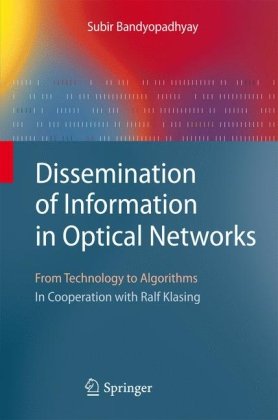 Subir Bandyopadhyay
Dissemination
of Information
in Optical Networks
From Technology to Algorithms
In Cooperation with Ralf Klasing
Springer